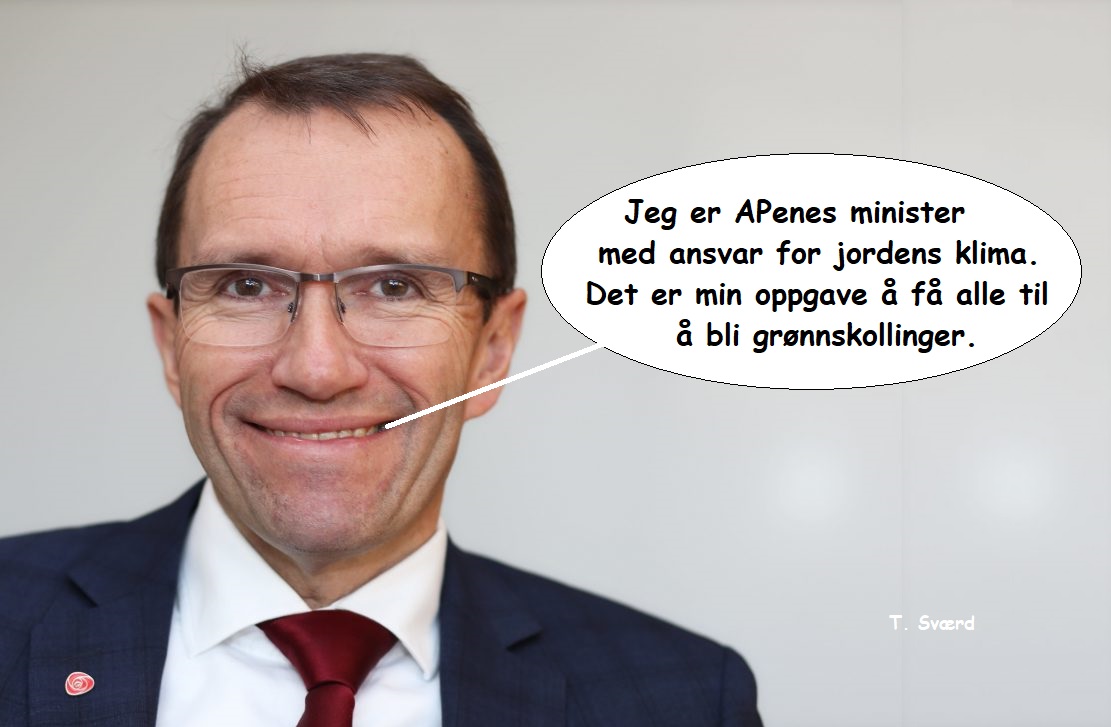 Jeg er APenes minister
med ansvar for jordens klima.
Det er min oppgave å få alle til
å bli grønnskollinger.
T. Sværd